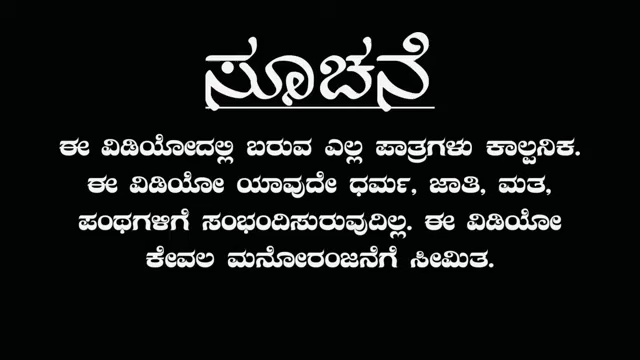 ಸೂಚನೆ
ಈ ವಿಡಿಯೋದಲ್ಲಿ ಬರುವ ಎಲ್ಲ ಪಾತ್ರಗಳು ಕಾಲ್ಪನಿಕ.
ಈ ವಿಡಿಯೋ ಯಾವುದೇ ಧರ್ಮ, ಜಾತಿ, ಮತ,
ಪಂಥಗಳಿಗೆ ಸಂಭಂದಿಸುರುವುದಿಲ್ಲ. ಈ ವಿಡಿಯೋ
ಕೇವಲ ಮನೋರಂಜನೆಗೆ ಸೀಮಿತ.